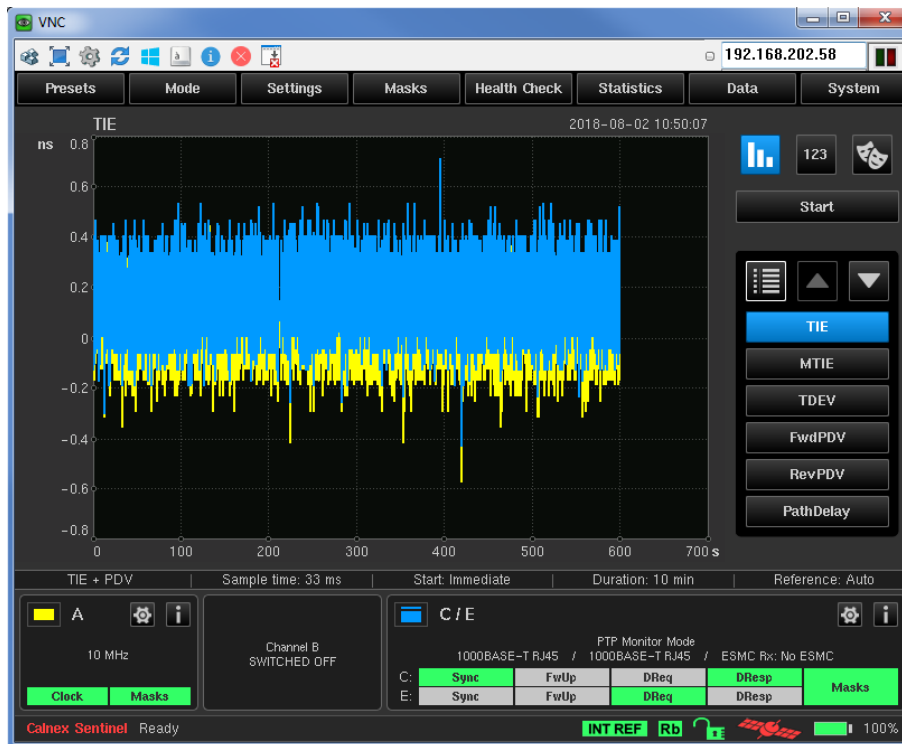 VNC
192.168.202.58
Presets Mode Settings Masks Health Check Statistics Data System
TIE 2018-08-02 10:50:07
ns 0.8
0.6
0.4
0.2
0
-0.2
-0.4
-0.6
-0.8
0 100 200 300 400 500 600 700 s
123
Start
TIE
MTIE
TDEV
FwdPDV
RevPDV
PathDelay
TIE + PDV | Sample time: 33 ms | Start: Immediate | Duration: 10 min | Reference: Auto
A
10 MHz
Clock Masks
Channel B
SWITCHED OFF
C / E
PTP Monitor Mode
1000BASE-T RJ45 / 1000BASE-T RJ45 / ESMC Rx: No ESMC
C: Sync FwUp DReq DResp
E: Sync FwUp DReq DResp
Masks
Calnex Sentinel Ready INT REF Rb 100%